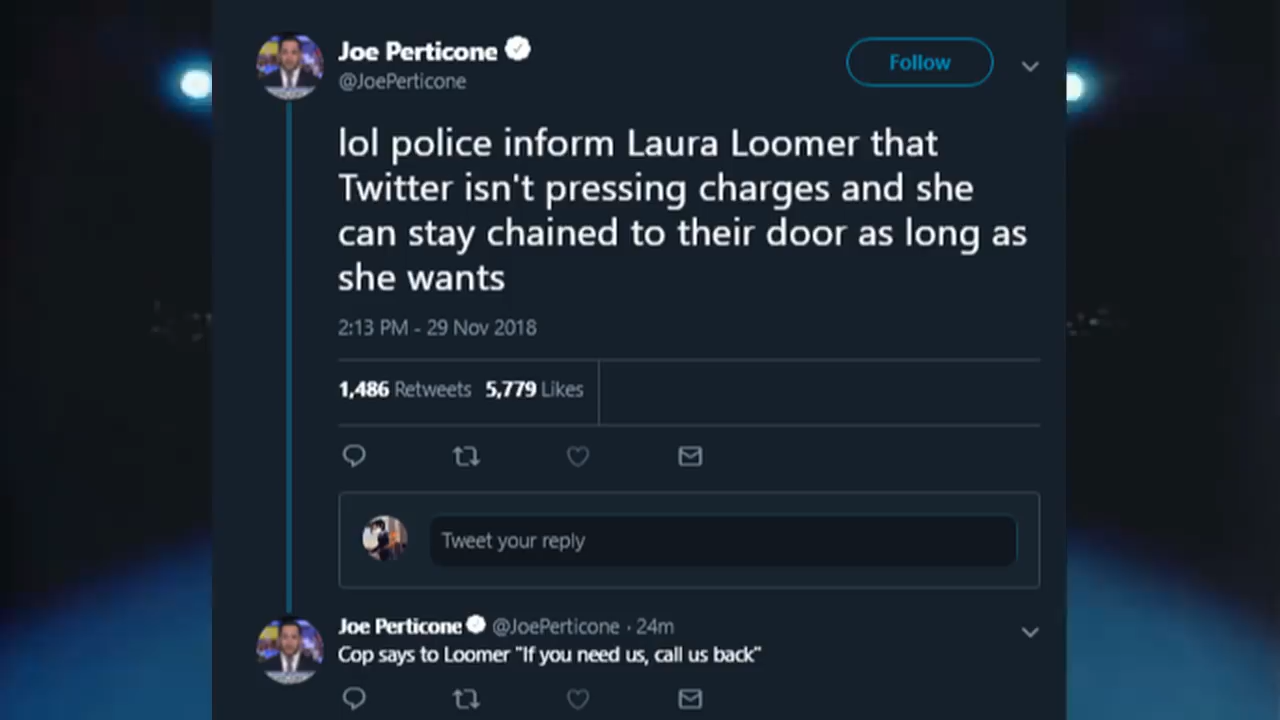 Joe Perticone
@JoePerticone
Follow
lol police inform Laura Loomer that
Twitter isn't pressing charges and she
can stay chained to their door as long as
she wants
2:13 PM - 29 Nov 2018
1,486 Retweets 5,779 Likes
Tweet your reply
Joe Perticone @JoePerticone · 24m
Cop says to Loomer "If you need us, call us back"